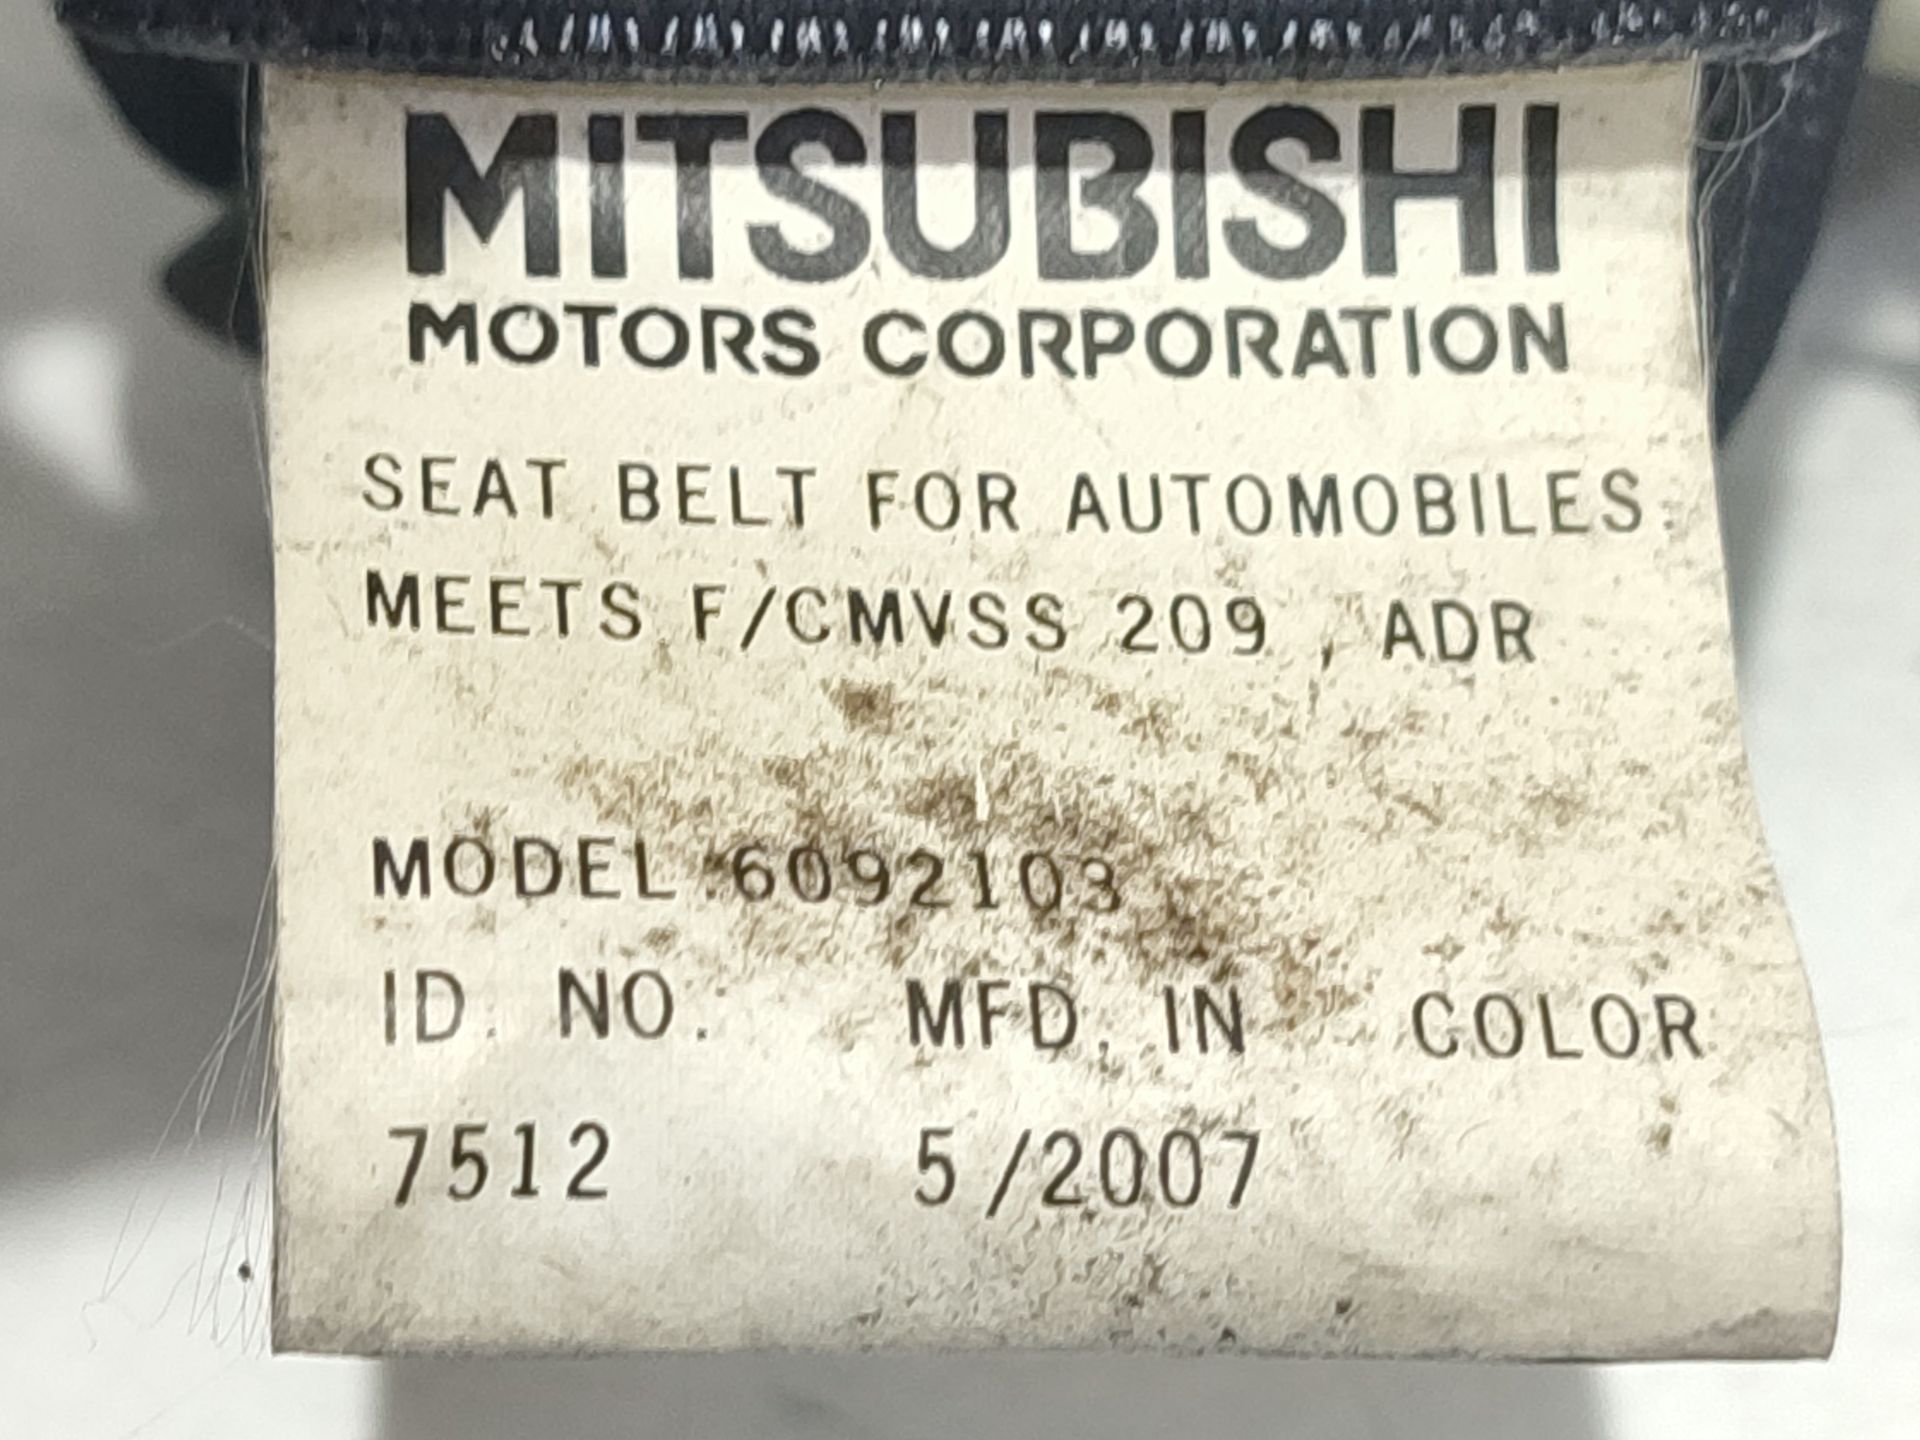 MITSUBISHI
MOTORS CORPORATION
SEAT BELT FOR AUTOMOBILES.
MEETS F/CMVSS 209 , ADR
MODEL 6092103
ID. NO. MFD. IN COLOR
7512 5/2007